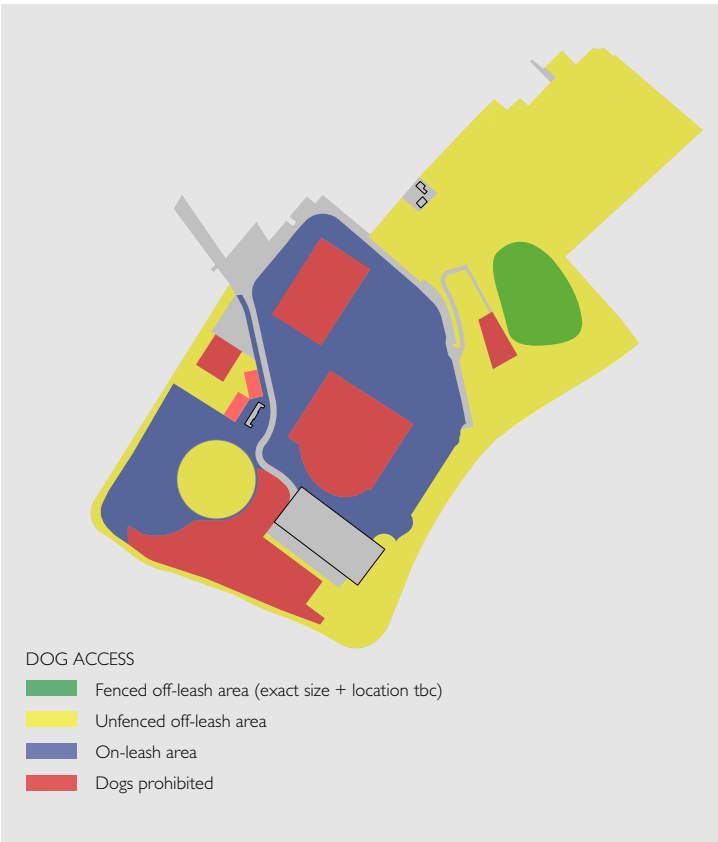 DOG ACCESS
Fenced off-leash area (exact size + location tbc)
Unfenced off-leash area
On-leash area
Dogs prohibited